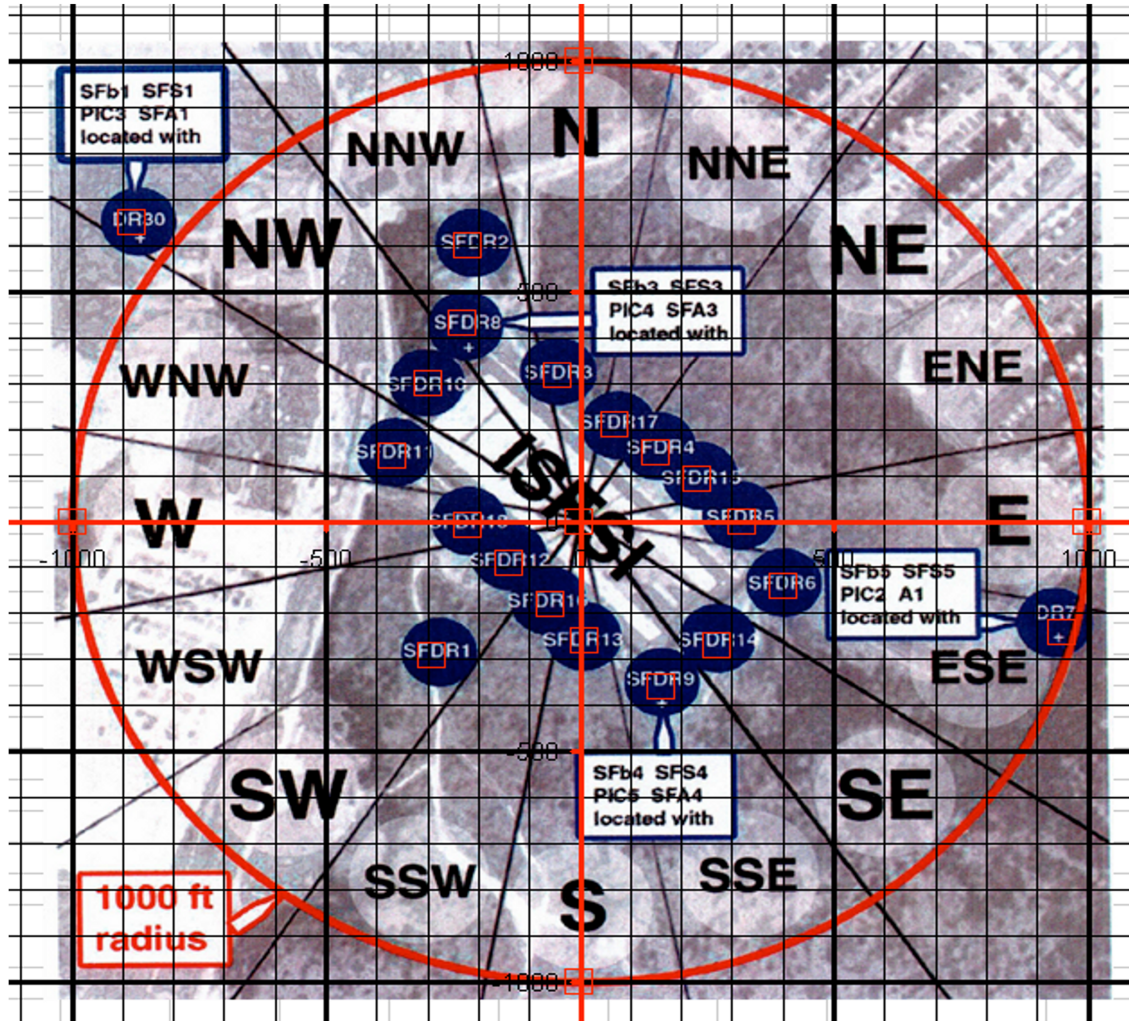 1000
SFb1 SFS1
PIC3 SFA1
located with
N
NNW
NNE
DR30
NW
SFDR2
NE
500
SFb3 SFS3
PIC4 SFA3
located with
SFDR8
WNW
SFDR10
SFDR3
ENE
SFDR17
SFDR4
SFDR11
SFDR15
W
SFDR5
E
0
-1000
-500
500
1000
SFDR12
SFDR6
SFb5 SFS5
PIC2 A1
located with
DR7
SFDR16
SFDR13
SFDR14
WSW
SFDR1
ESE
SFDR9
-500
SFb4 SFS4
PIC5 SFA4
located with
SW
SE
SSW
SSE
S
1000 ft
radius
-1000